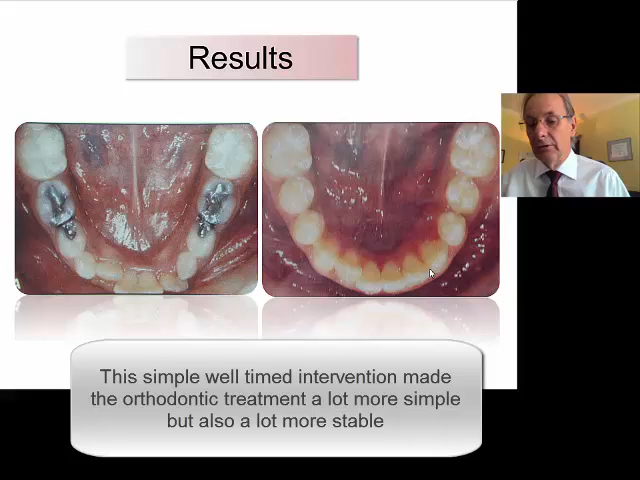 Results
This simple well timed intervention made
the orthodontic treatment a lot more simple
but also a lot more stable